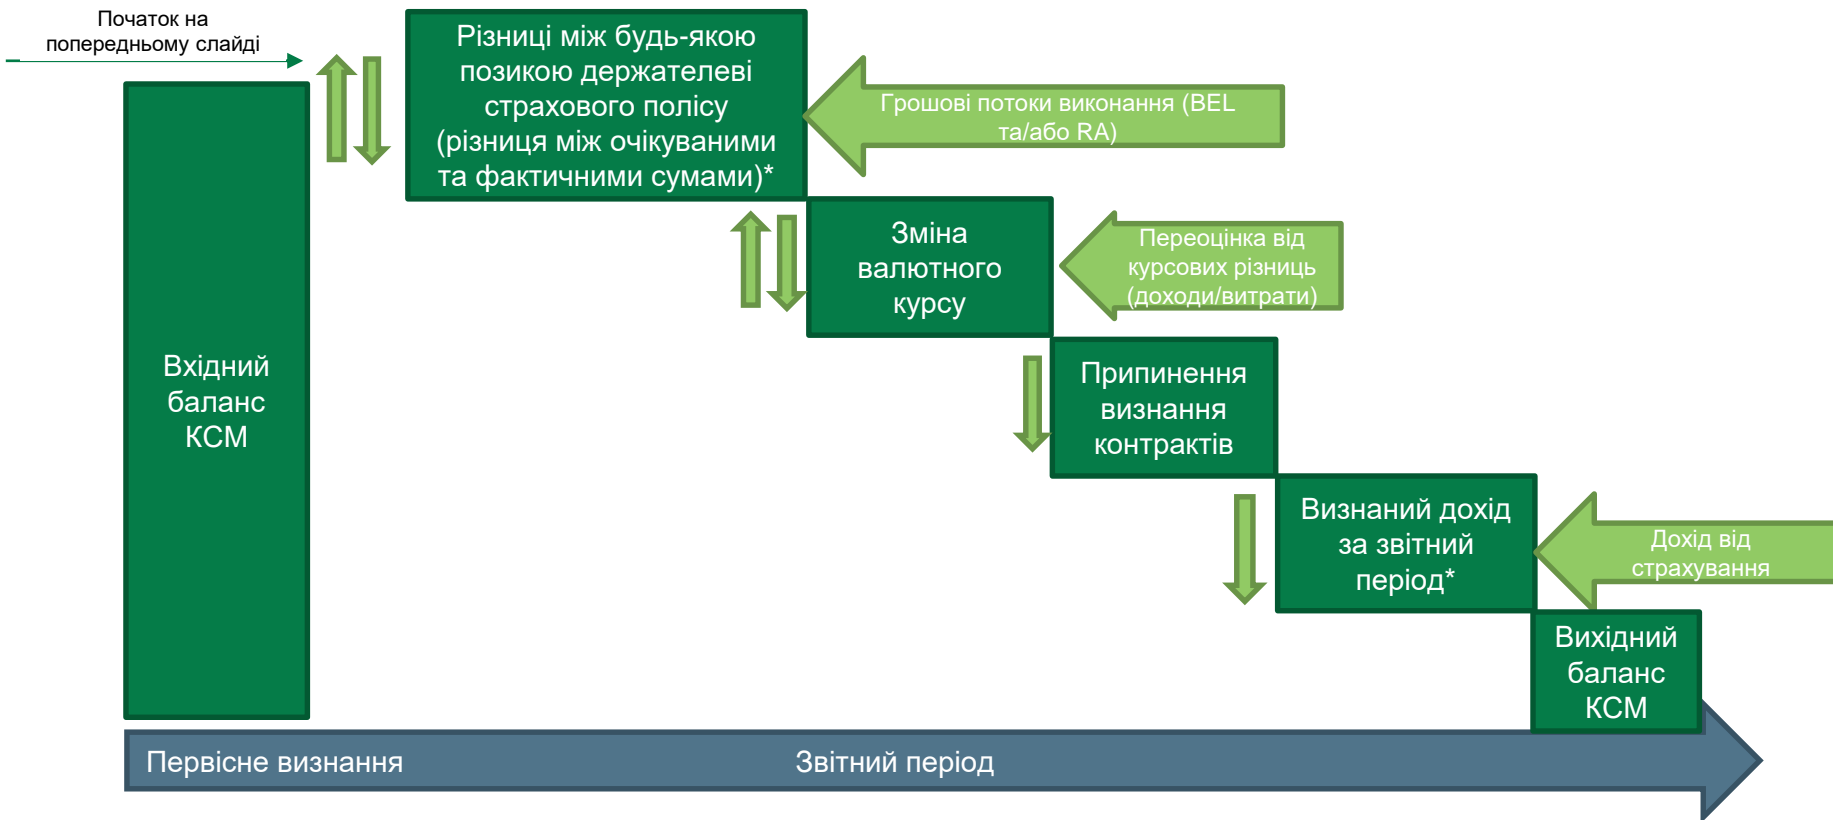 Початок на
попередньому слайді
Різниці між будь-якою
позикою держателеві
страхового полісу
(різниця між очікуваними
та фактичними сумами)*
Грошові потоки виконання (BEL
та/або RA)
Зміна
валютного
курсу
Переоцінка від
курсових різниць
(доходи/витрати)
Вхідний
баланс
КСМ
Припинення
визнання
контрактів
Визнаний дохід
за звітний
період*
Дохід від
страхування
Вихідний
баланс
КСМ
Первісне визнання
Звітний період